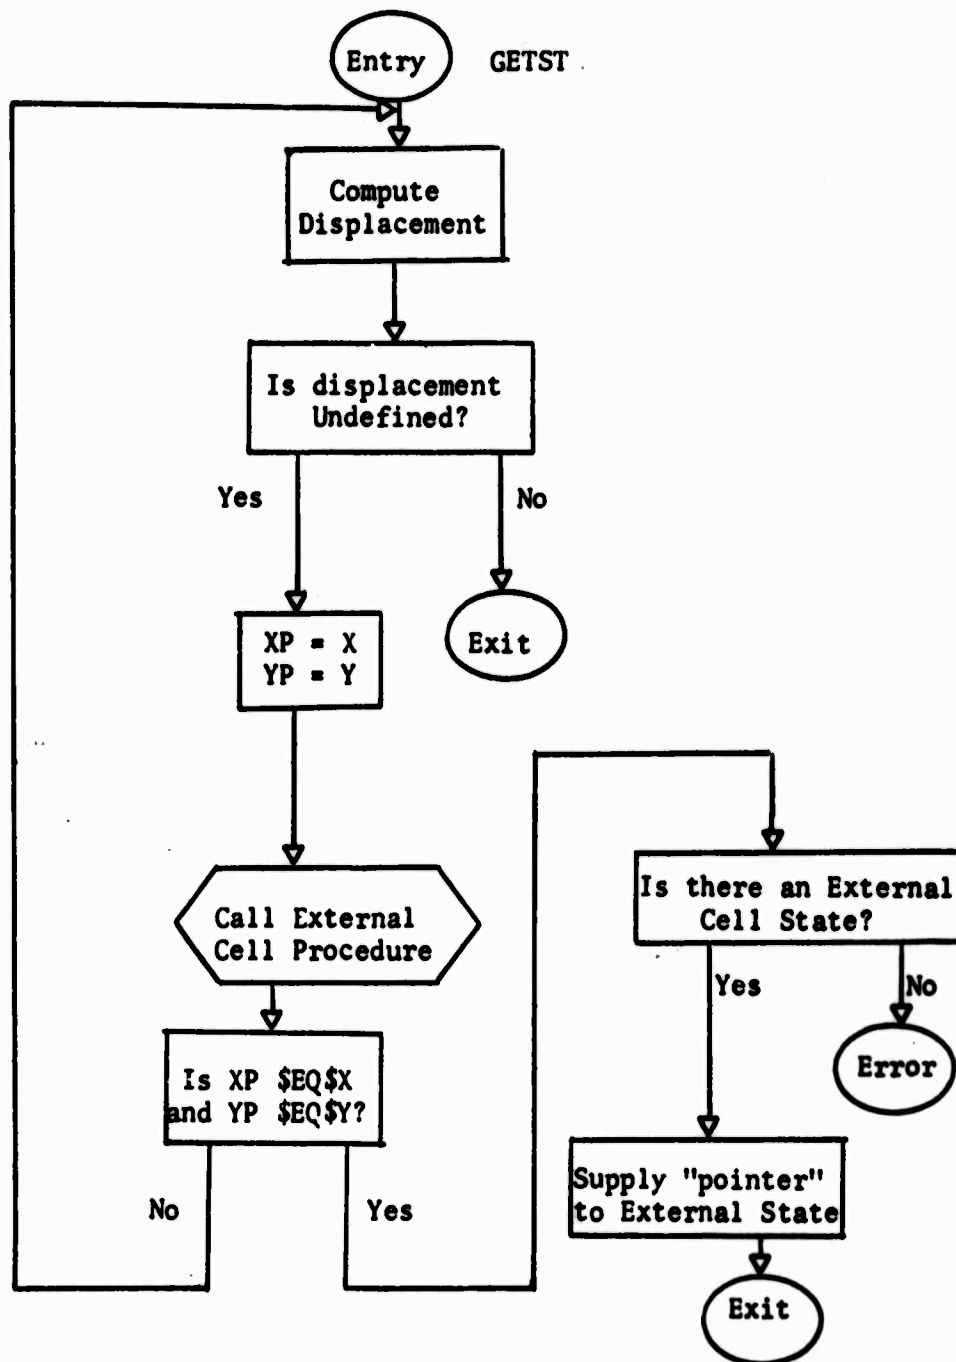 Entry GETST
Compute
Displacement
Is displacement
Undefined?
Yes
No
XP = X
YP = Y
Exit
Call External
Cell Procedure
Is XP $EQ$X
and YP $EQ$Y?
No
Yes
Is there an External
Cell State?
Yes
No
Error
Supply "pointer"
to External State
Exit